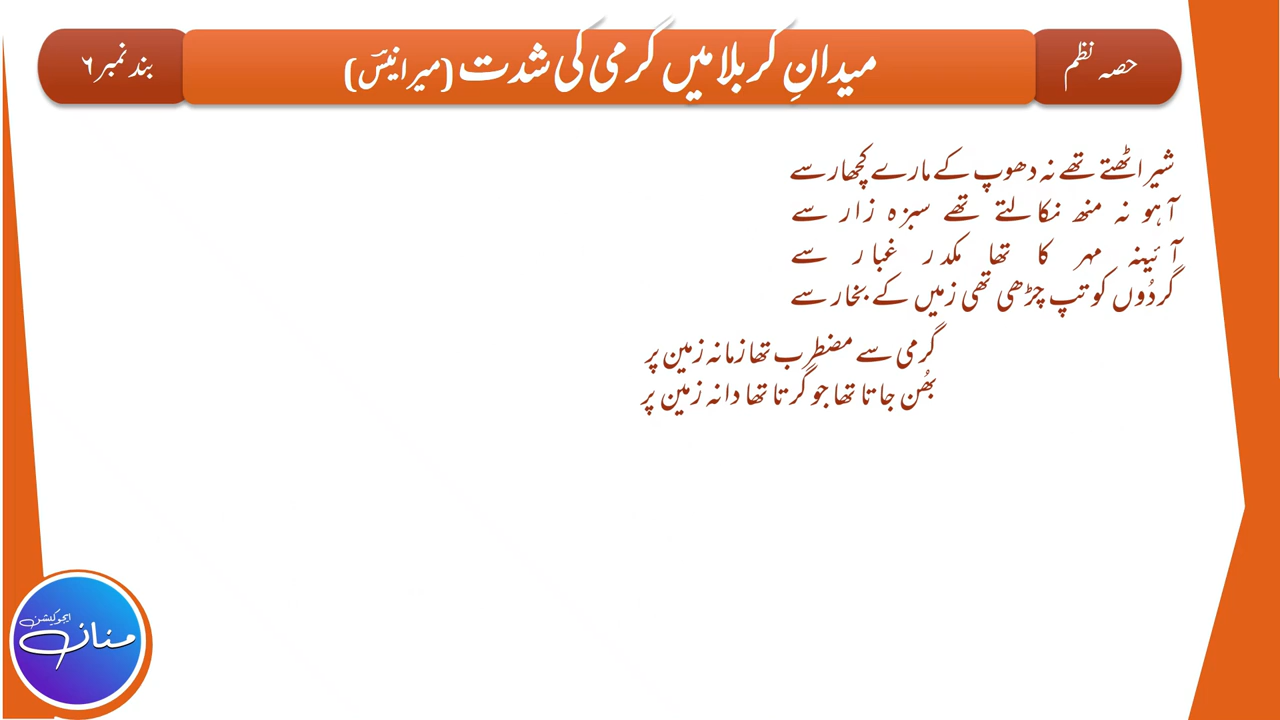 حصہ نظم
میدانِ کربلا میں گرمی کی شدت (میر انیسؔ)
بند نمبر ۶
شیر اٹھتے تھے نہ دھوپ کے مارے کچھار سے
آہو نہ منھ نکالتے تھے سبزہ زار سے
آئینہ مہر کا تھا مکدر غبار سے
گردُوں کو تپ چڑھی تھی زمیں کے بخار سے
گرمی سے مضطرب تھا زمانہ زمین پر
بھُن جاتا تھا جو گرتا تھا دانہ زمین پر
منان
ایجوکیشن